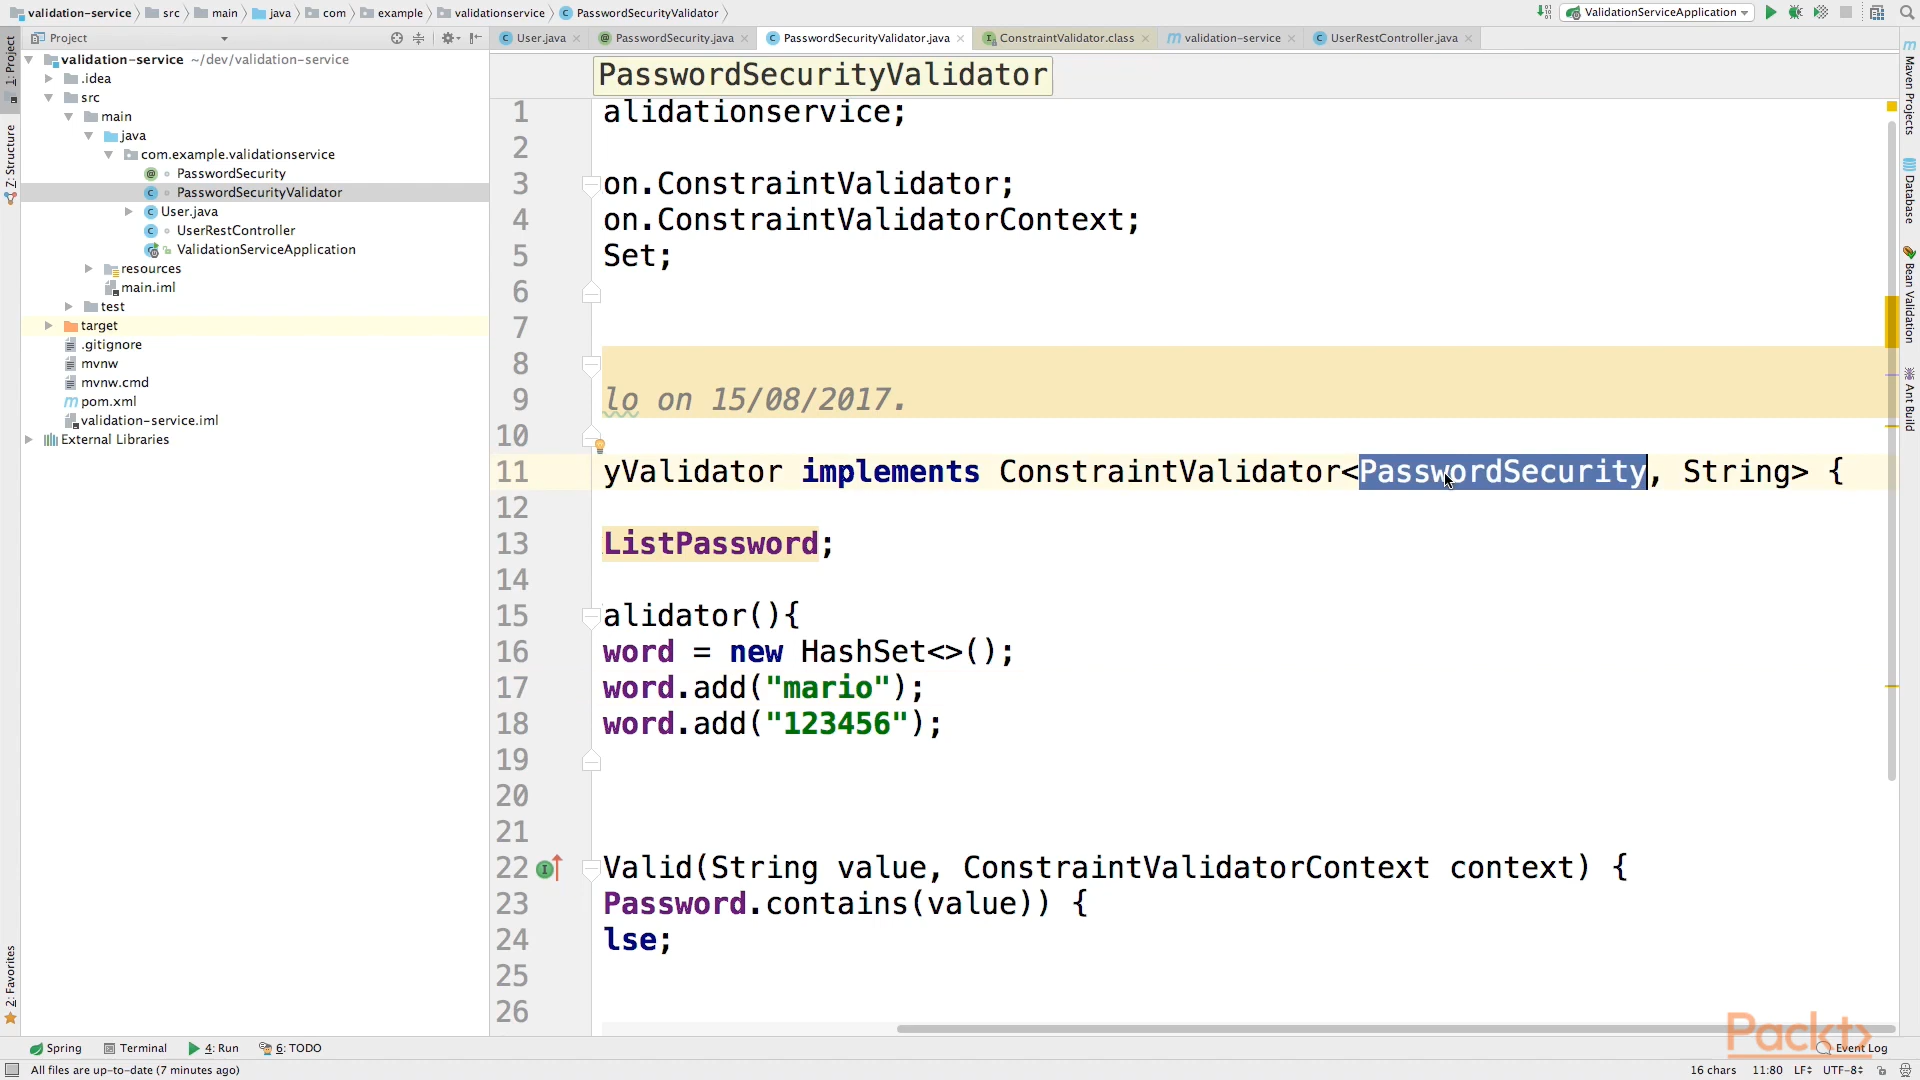 validation-service src main java com example validationservice PasswordSecurityValidator ValidationServiceApplication
Project User.java PasswordSecurity.java PasswordSecurityValidator.java ConstraintValidator.class validation-service UserRestController.java
PasswordSecurityValidator
1: Project
Z: Structure
2: Favorites
validation-service ~/dev/validation-service
.idea
src
main
java
com.example.validationservice
PasswordSecurity
PasswordSecurityValidator
User.java
UserRestController
ValidationServiceApplication
resources
main.iml
test
target
.gitignore
mvnw
mvnw.cmd
pom.xml
validation-service.iml
External Libraries
1 alidationservice;
2
3 on.ConstraintValidator;
4 on.ConstraintValidatorContext;
5 Set;
6
7
8
9 lo on 15/08/2017.
10
11 yValidator implements ConstraintValidator<PasswordSecurity, String> {
12
13 ListPassword;
14
15 alidator(){
16 word = new HashSet<>();
17 word.add("mario");
18 word.add("123456");
19
20
21
22 Valid(String value, ConstraintValidatorContext context) {
23 Password.contains(value)) {
24 lse;
25
26
Maven Projects
Database
Bean Validation
Ant Build
Packt>
Spring Terminal 4: Run 6: TODO Event Log
All files are up-to-date (7 minutes ago) 16 chars 11:80 LF UTF-8